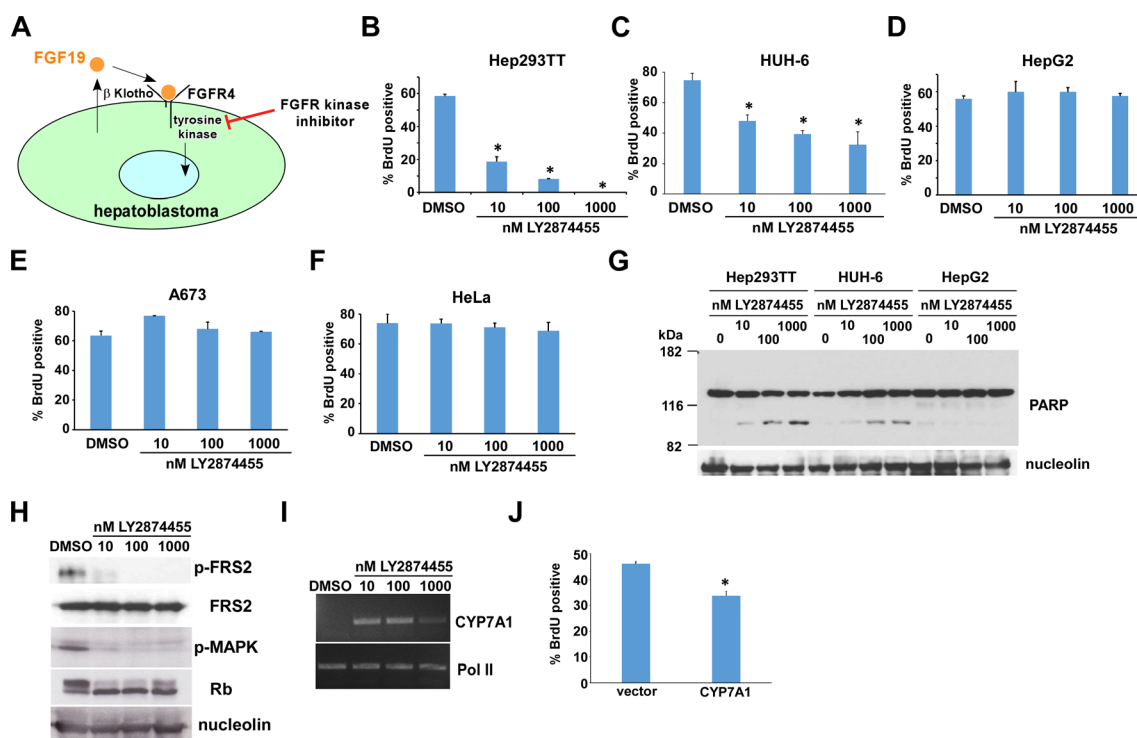 A
FGF19
β Klotho
FGFR4
tyrosine
kinase
FGFR kinase
inhibitor
hepatoblastoma
B
Hep293TT
% BrdU positive
60
40
20
0
*
*
*
DMSO
10
100
1000
nM LY2874455
C
HUH-6
% BrdU positive
80
60
40
20
0
*
*
*
DMSO
10
100
1000
nM LY2874455
D
HepG2
% BrdU positive
60
40
20
0
DMSO
10
100
1000
nM LY2874455
E
A673
% BrdU positive
80
60
40
20
0
DMSO
10
100
1000
nM LY2874455
F
HeLa
% BrdU positive
80
60
40
20
0
DMSO
10
100
1000
nM LY2874455
G
Hep293TT
HUH-6
HepG2
nM LY2874455
nM LY2874455
nM LY2874455
10 1000 10 1000 10 1000
0 100 0 100 0 100
kDa
182
116
82
PARP
nucleolin
H
nM LY2874455
DMSO 10 100 1000
p-FRS2
FRS2
p-MAPK
Rb
nucleolin
I
nM LY2874455
DMSO 10 100 1000
CYP7A1
Pol II
J
% BrdU positive
50
40
30
20
10
0
*
vector
CYP7A1